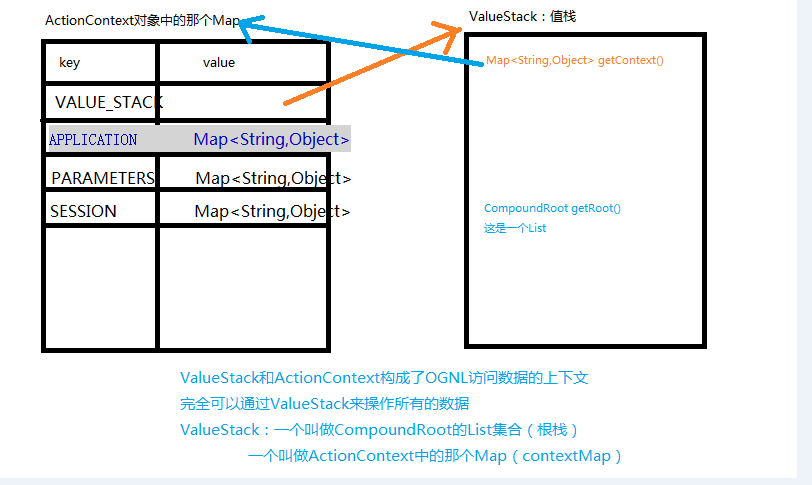 ActionContext对象中的那个Map
key value
VALUE_STACK
APPLICATION Map<String,Object>
PARAMETERS Map<String,Object>
SESSION Map<String,Object>
ValueStack：值栈
Map<String,Object> getContext()
CompoundRoot getRoot()
这是一个List
ValueStack和ActionContext构成了OGNL访问数据的上下文
完全可以通过ValueStack来操作所有的数据
ValueStack：一个叫做CompoundRoot的List集合（根栈）
一个叫做ActionContext中的那个Map（contextMap）